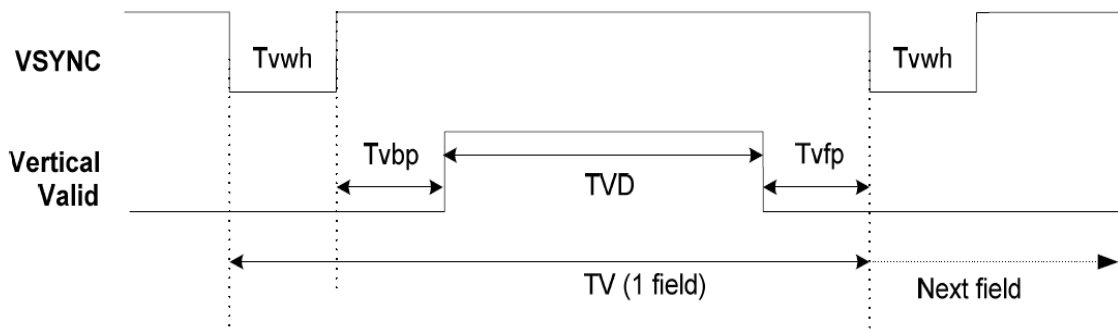 VSYNC
Tvwh
Tvwh
Vertical
Valid
Tvbp
TVD
Tvfp
TV (1 field)
Next field